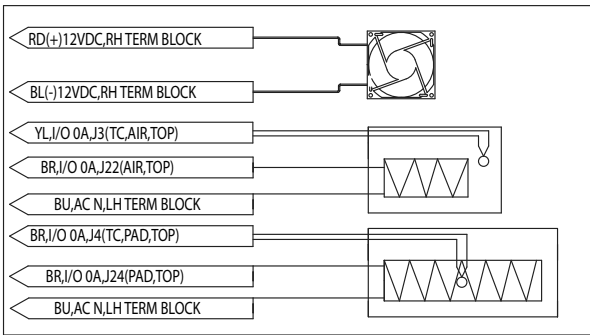 RD(+)12VDC,RH TERM BLOCK
BL(-)12VDC,RH TERM BLOCK
YL,I/O 0A,J3(TC,AIR,TOP)
BR,I/O 0A,J22(AIR,TOP)
BU,AC N,LH TERM BLOCK
BR,I/O 0A,J4(TC,PAD,TOP)
BR,I/O 0A,J24(PAD,TOP)
BU,AC N,LH TERM BLOCK